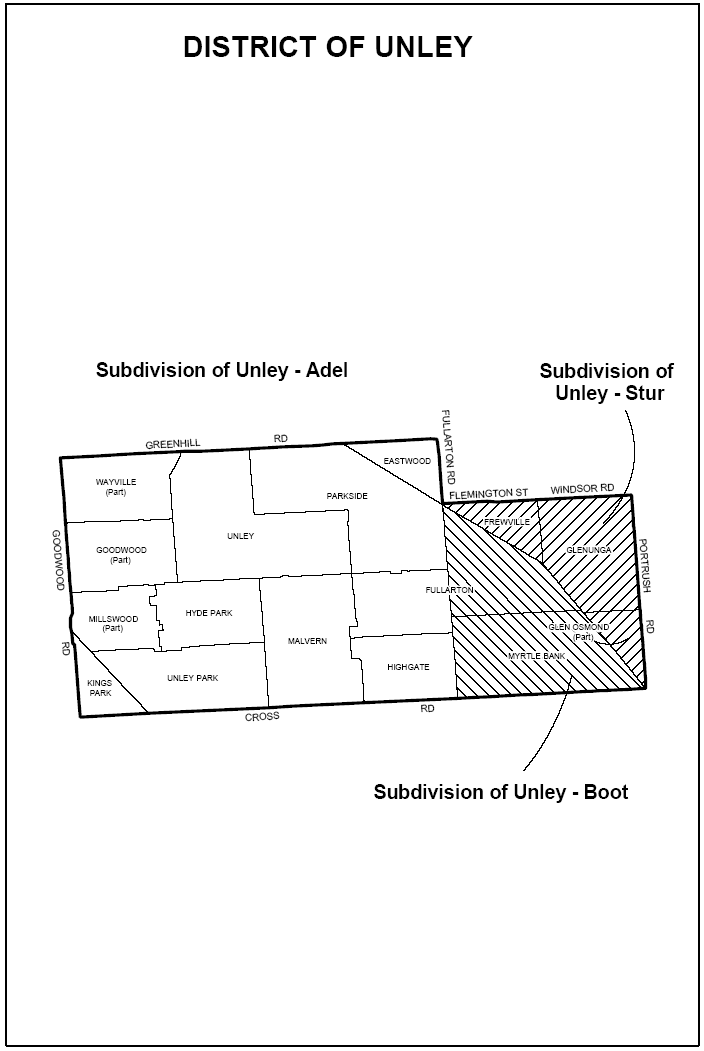 DISTRICT OF UNLEY
Subdivision of Unley - Adel
Subdivision of
Unley - Stur
GREENHILL
RD
FULLARTON RD
EASTWOOD
WAYVILLE
(Part)
PARKSIDE
FLEMINGTON ST
WINDSOR RD
FREWVILLE
UNLEY
GOODWOOD
(Part)
GLENUNGA
GOODWOOD
RD
PORTRUSH
RD
FULLARTON
HYDE PARK
MILLSWOOD
(Part)
MALVERN
GLEN OSMOND
(Part)
MYRTLE BANK
HIGHGATE
UNLEY PARK
KINGS
PARK
CROSS
RD
Subdivision of Unley - Boot